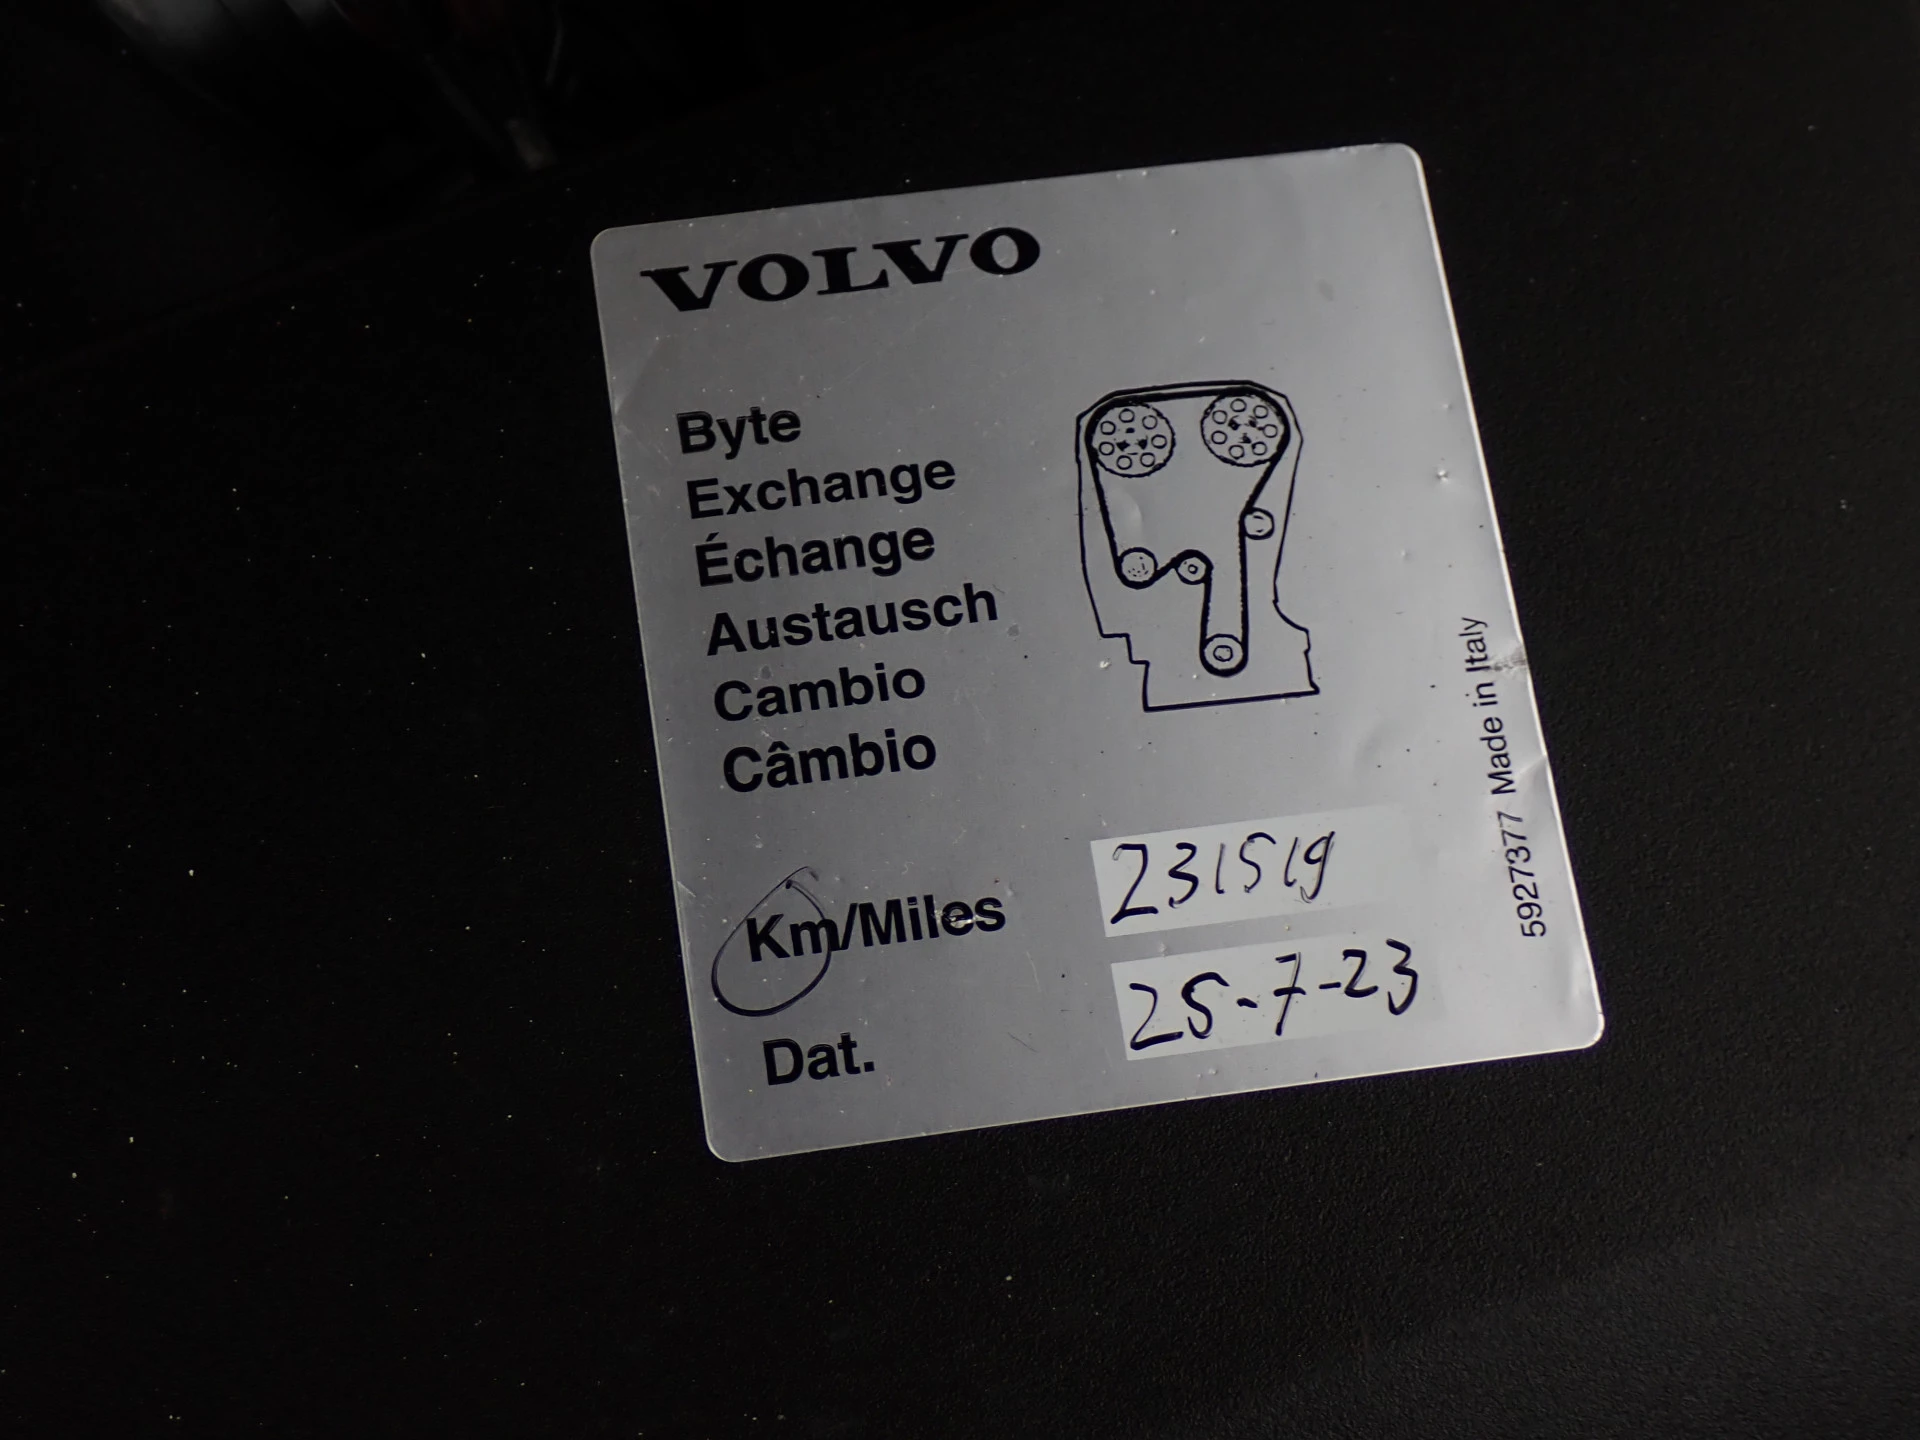 VOLVO
Byte
Exchange
Échange
Austausch
Cambio
Câmbio
Km/Miles 231519
Dat. 25-7-23
5927377 Made in Italy